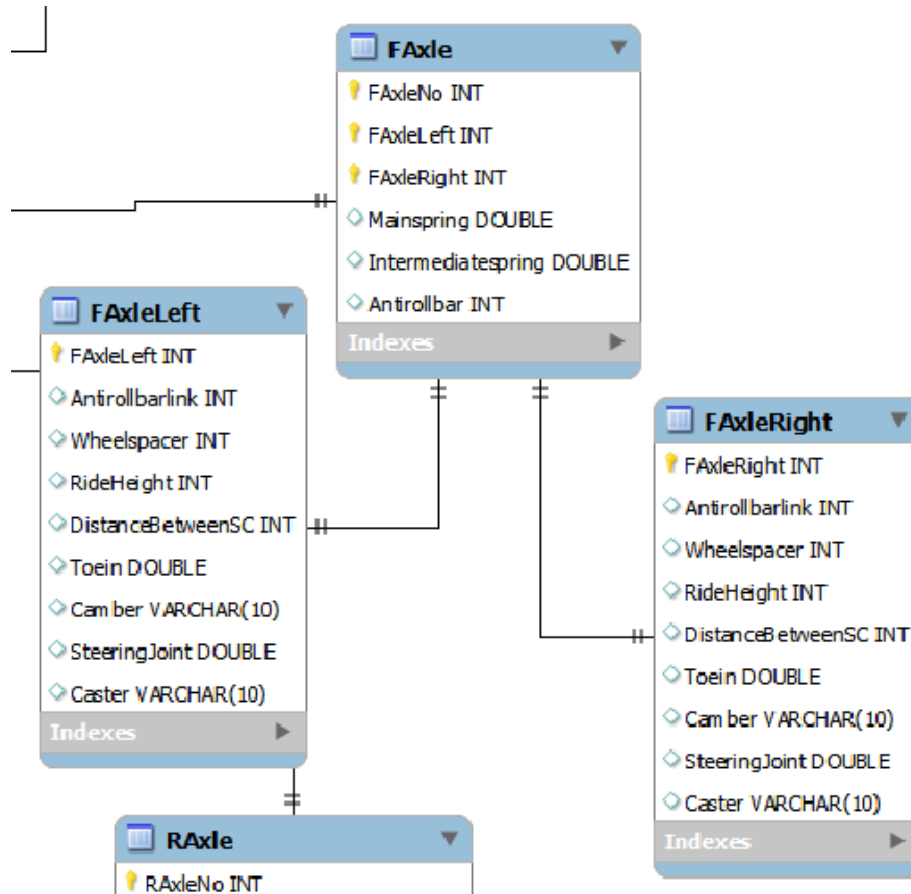 FAxle
FAxleNo INT
FAxleLeft INT
FAxleRight INT
Mainspring DOUBLE
Intermediatespring DOUBLE
Antirollbar INT
Indexes
FAxleLeft
FAxleLeft INT
Antirollbarlink INT
Wheelspacer INT
RideHeight INT
DistanceBetweenSC INT
Toein DOUBLE
Camber VARCHAR(10)
SteeringJoint DOUBLE
Caster VARCHAR(10)
Indexes
FAxleRight
FAxleRight INT
Antirollbarlink INT
Wheelspacer INT
RideHeight INT
DistanceBetweenSC INT
Toein DOUBLE
Camber VARCHAR(10)
SteeringJoint DOUBLE
Caster VARCHAR(10)
Indexes
RAxle
RAxleNo INT